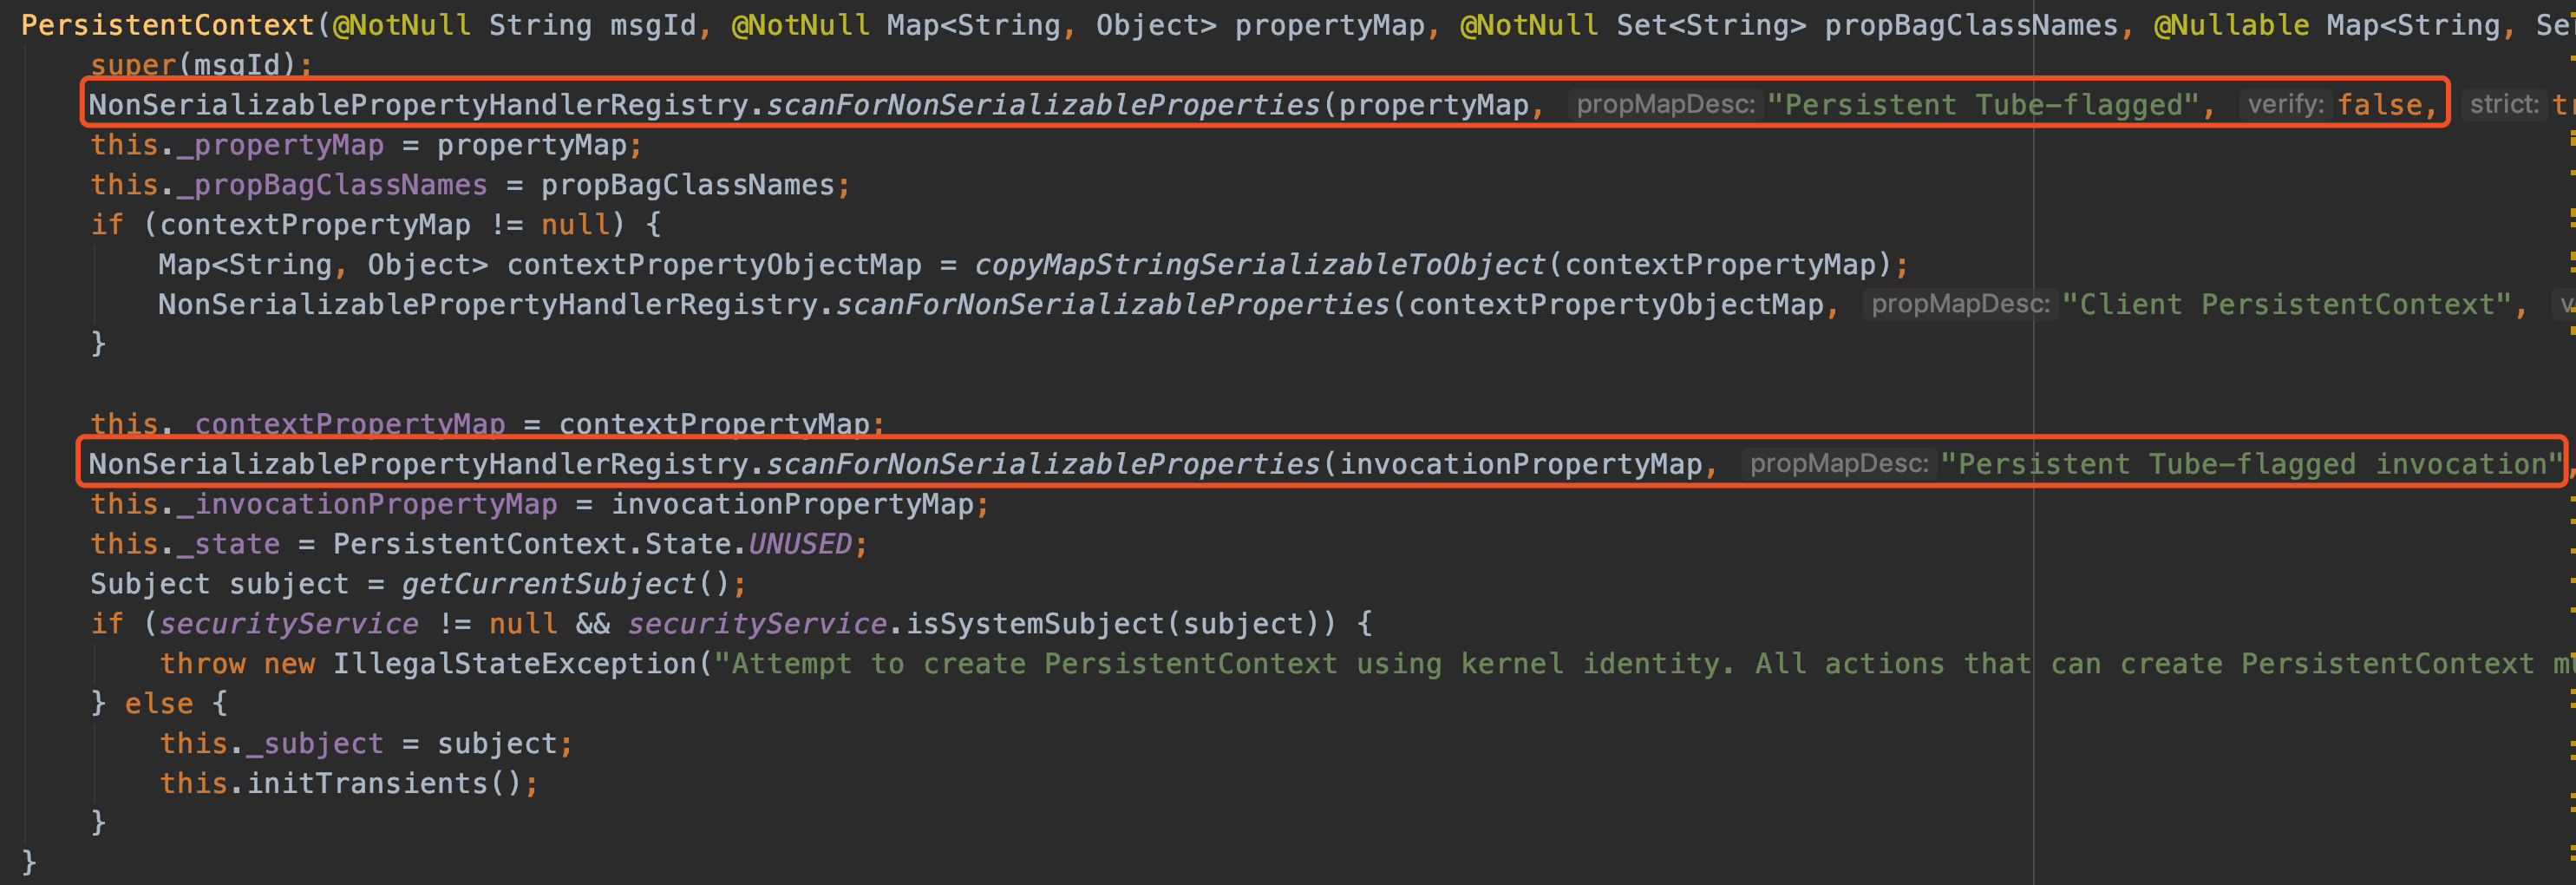 PersistentContext(@NotNull String msgId, @NotNull Map<String, Object> propertyMap, @NotNull Set<String> propBagClassNames, @Nullable Map<String, Se
super(msgId);
NonSerializablePropertyHandlerRegistry.scanForNonSerializableProperties(propertyMap, propMapDesc: "Persistent Tube-flagged", verify: false, strict: t
this._propertyMap = propertyMap;
this._propBagClassNames = propBagClassNames;
if (contextPropertyMap != null) {
Map<String, Object> contextPropertyObjectMap = copyMapStringSerializableToObject(contextPropertyMap);
NonSerializablePropertyHandlerRegistry.scanForNonSerializableProperties(contextPropertyObjectMap, propMapDesc: "Client PersistentContext", v
}
this._contextPropertyMap = contextPropertyMap;
NonSerializablePropertyHandlerRegistry.scanForNonSerializableProperties(invocationPropertyMap, propMapDesc: "Persistent Tube-flagged invocation",
this._invocationPropertyMap = invocationPropertyMap;
this._state = PersistentContext.State.UNUSED;
Subject subject = getCurrentSubject();
if (securityService != null && securityService.isSystemSubject(subject)) {
throw new IllegalStateException("Attempt to create PersistentContext using kernel identity. All actions that can create PersistentContext m
} else {
this._subject = subject;
this.initTransients();
}
}